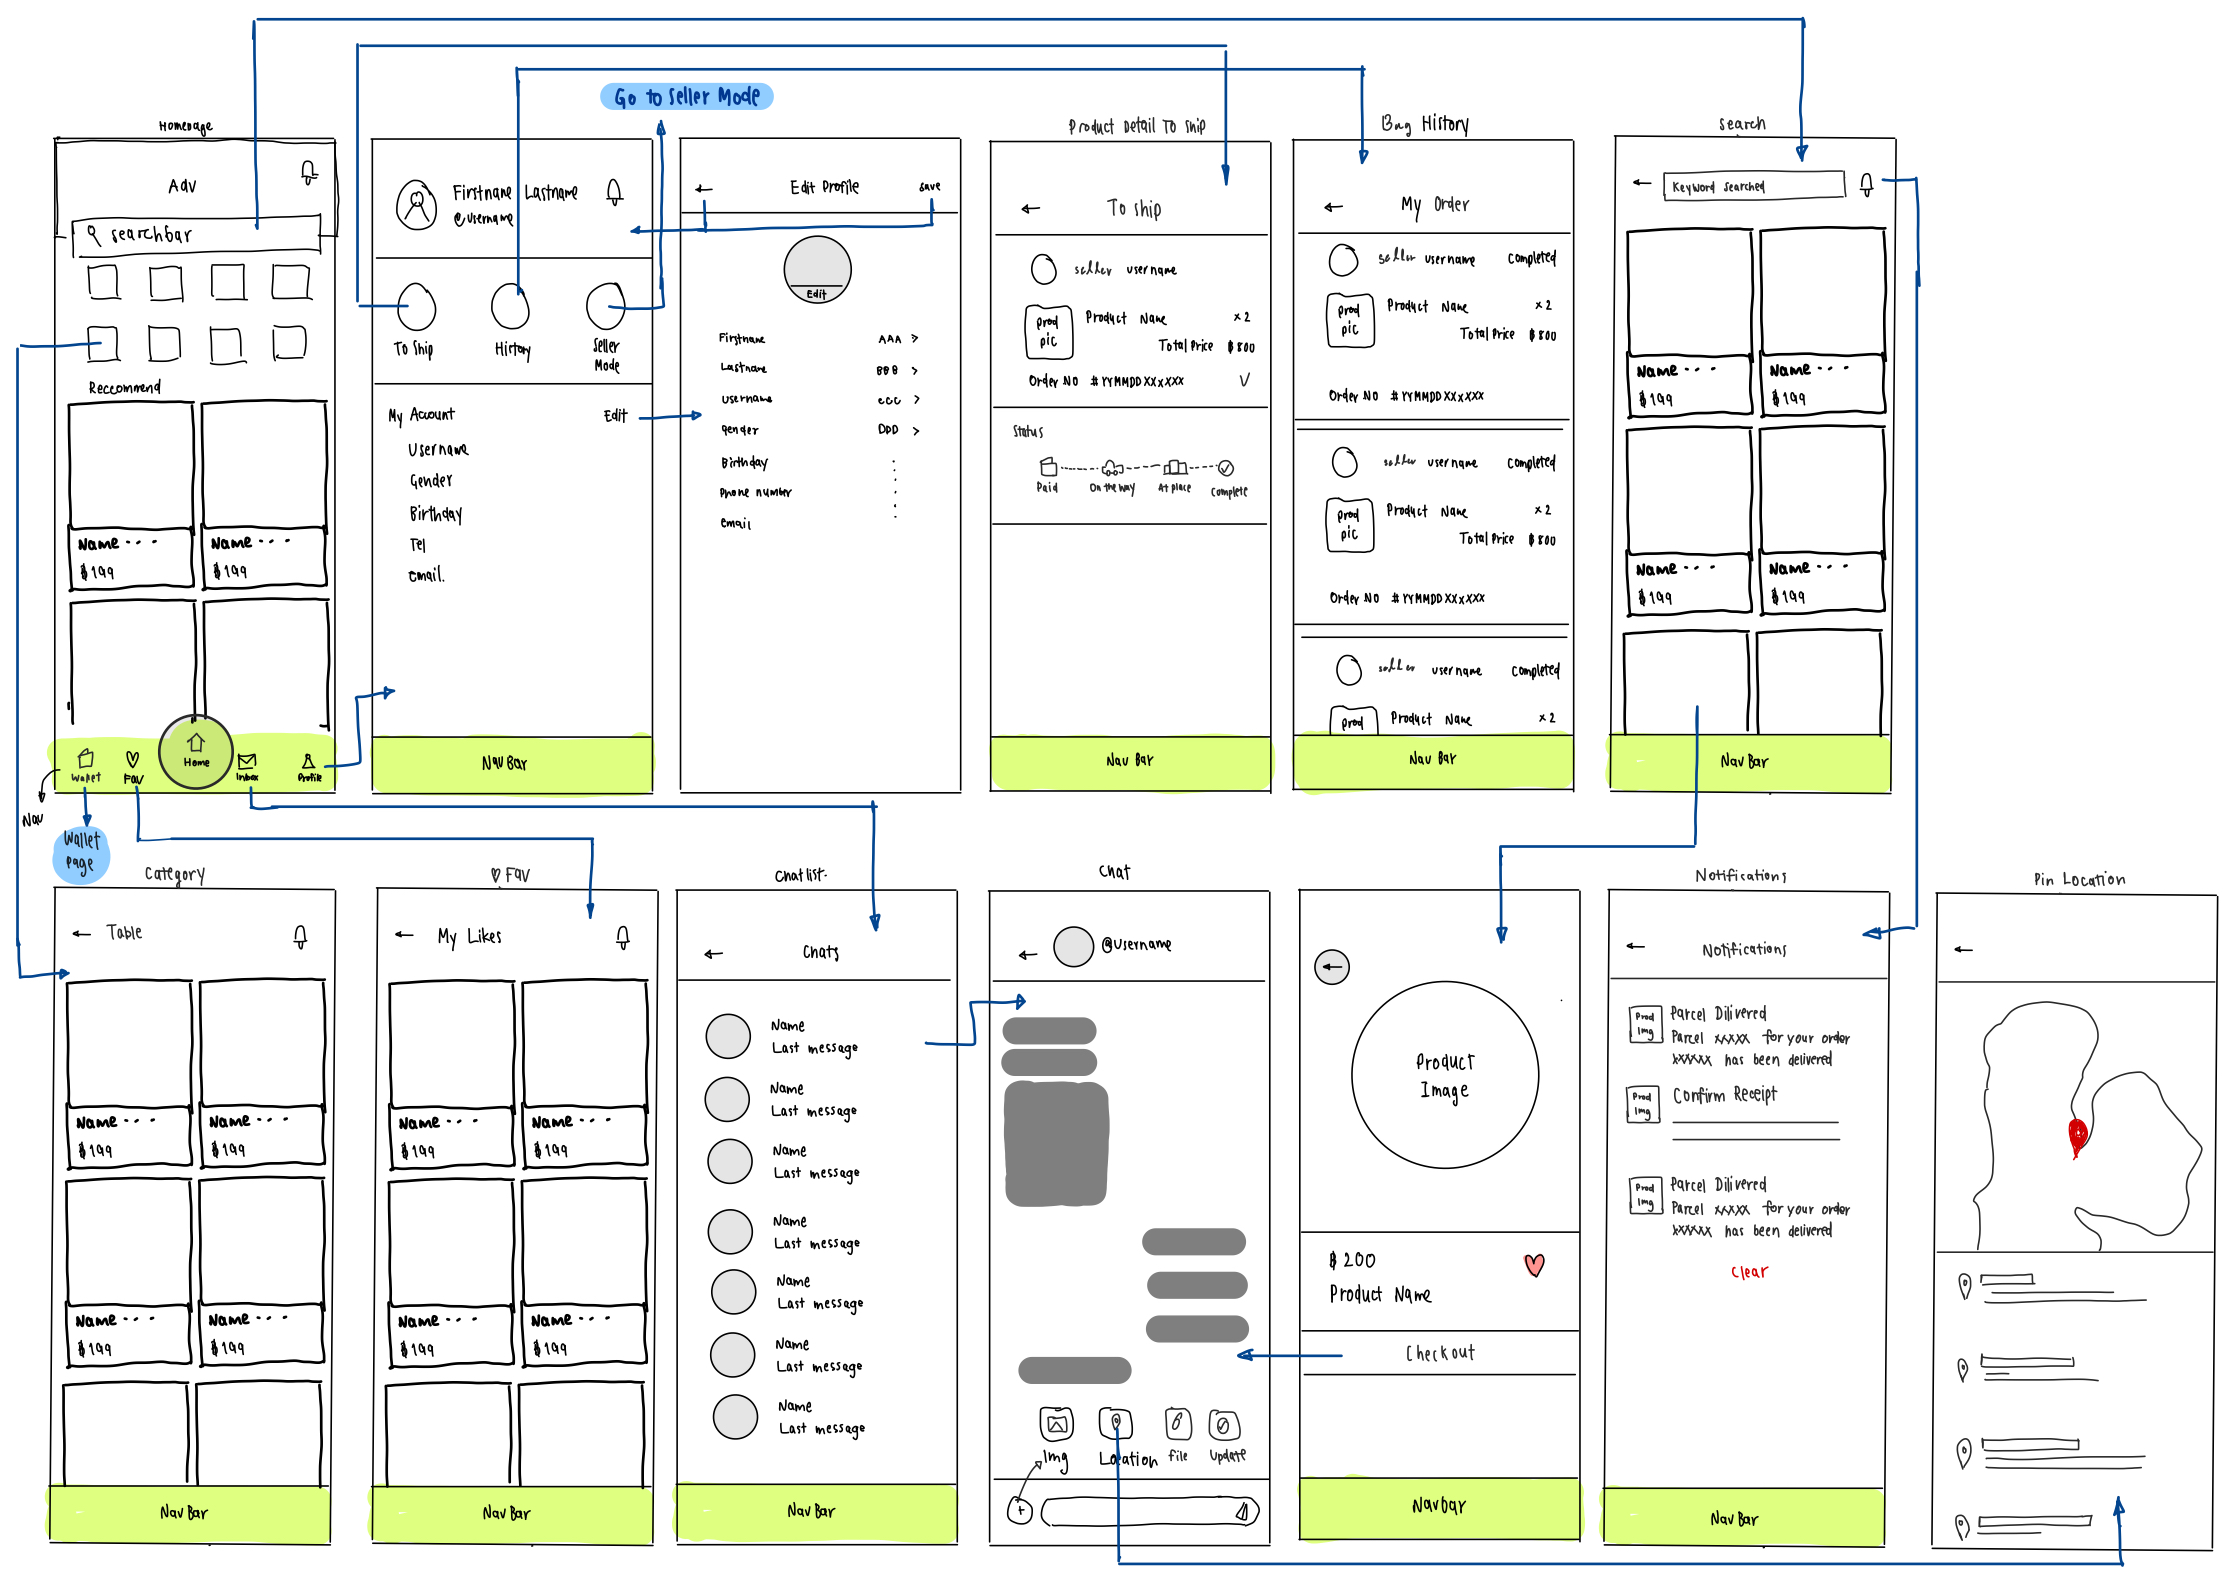 Go to Seller Mode
Homepage
Adv
searchbar
Reccommend
Name ...
฿199
Name ...
฿199
Wallet
Fav
Home
Inbox
Profile
Nav
Wallet page
Firstname Lastname
@username
To Ship
History
Seller Mode
My Account
Edit
Username
Gender
Birthday
Tel
email.
Nav Bar
Edit Profile
save
Edit
Firstname AAA >
Lastname BBB >
username ccc >
gender DDD >
Birthday
Phone number
email
Product Detail To Ship
To ship
seller username
prod pic
Product Name x2
Total Price ฿800
Order NO #YYMMDDXXXXXX
Status
Paid
On the way
At place
Complete
Nav Bar
Buy History
My Order
seller username Completed
prod pic
Product Name x2
Total Price ฿800
Order NO #YYMMDDXXXXXX
seller username Completed
prod pic
Product Name x2
Total Price ฿800
Order NO #YYMMDDXXXXXX
seller username Completed
prod
Product Name x2
Nav Bar
Search
Keyword searched
Name ...
฿199
Name ...
฿199
Name ...
฿199
Name ...
฿199
Nav Bar
Category
Table
Name ...
฿199
Name ...
฿199
Name ...
฿199
Name ...
฿199
Nav Bar
Fav
My Likes
Name ...
฿199
Name ...
฿199
Name ...
฿199
Name ...
฿199
Nav Bar
Chatlist.
Chats
Name
Last message
Name
Last message
Name
Last message
Name
Last message
Name
Last message
Name
Last message
Name
Last message
Nav Bar
Chat
@Username
Img
Location
file
Update
Product
Image
฿200
Product Name
Checkout
Navbar
Notifications
Notifications
Prod Img
Parcel Dilivered
Parcel xxxxx for your order
xxxxxx has been delivered
Prod Img
Confirm Receipt
Prod Img
Parcel Dilivered
Parcel xxxxx for your order
xxxxxx has been delivered
Clear
Nav Bar
Pin Location